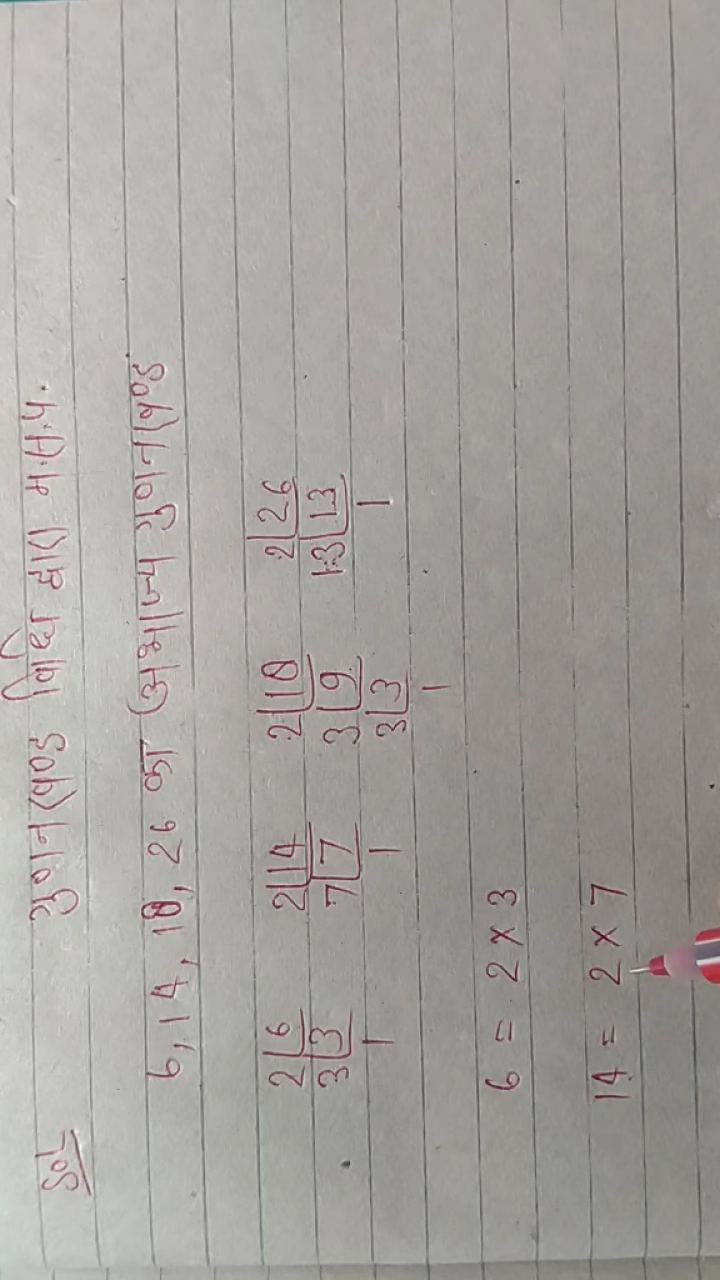 Sol गुणनखण्ड विधि द्वारा म.स.प.
6, 14, 18, 26 का अभाज्य गुणनखण्ड
2 6 2 14 2 18 2 26
3 3 7 7 3 9 13 13
1 1 3 3 1
1
6 = 2 × 3
14 = 2 × 7